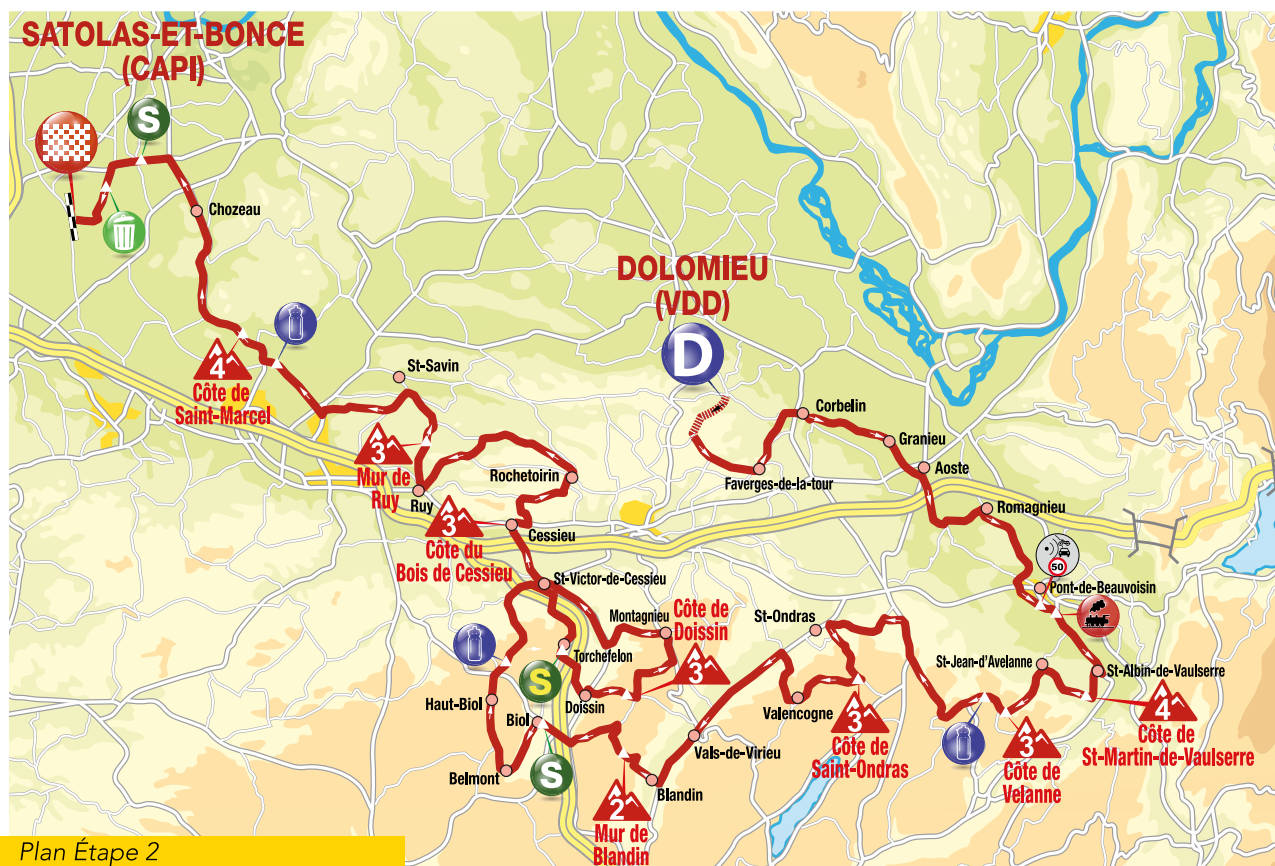 SATOLAS-ET-BONCE
(CAPI)
S
Chozeau
DOLOMIEU
(VDD)
D
4
Côte de
Saint-Marcel
St-Savin
Corbelin
Granieu
3
Mur de
Ruy
Ruy
Rochetoirin
Faverges-de-la-tour
Aoste
Romagnieu
3
Côte du
Bois de Cessieu
Cessieu
50
Pont-de-Beauvoisin
St-Victor-de-Cessieu
Montagnieu
Côte de
Doissin
3
St-Ondras
Torchefelon
St-Jean-d'Avelanne
St-Albin-de-Vaulserre
S
Doissin
Haut-Biol
Biol
Valencogne
3
Côte de
Saint-Ondras
3
Côte de
Velanne
4
Côte de
St-Martin-de-Vaulserre
Vals-de-Virieu
Belmont
S
Blandin
2
Mur de
Blandin
Plan Étape 2